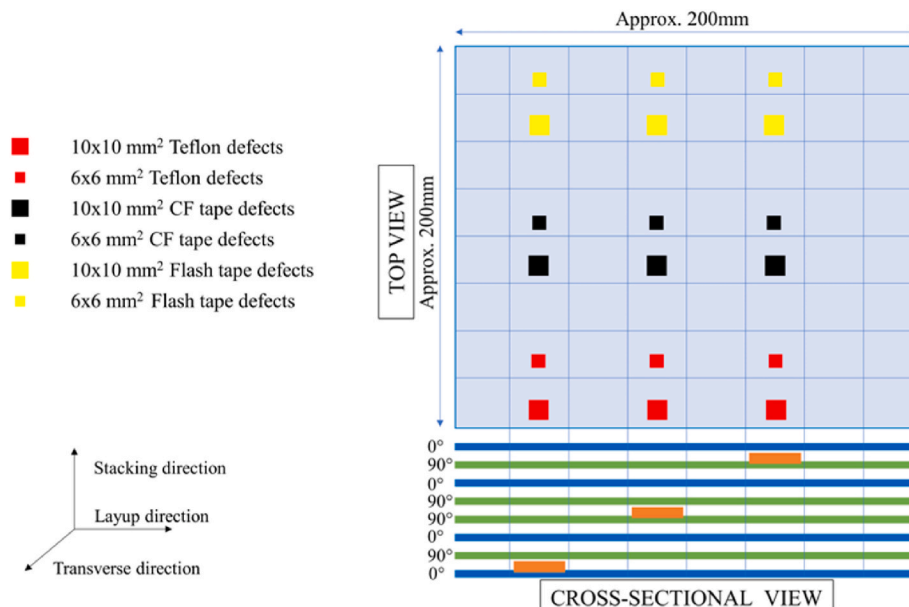 Approx. 200mm
10x10 mm² Teflon defects
6x6 mm² Teflon defects
10x10 mm² CF tape defects
6x6 mm² CF tape defects
10x10 mm² Flash tape defects
6x6 mm² Flash tape defects
TOP VIEW
Approx. 200mm
Stacking direction
Layup direction
Transverse direction
0°
90°
0°
90°
90°
0°
90°
0°
CROSS-SECTIONAL VIEW